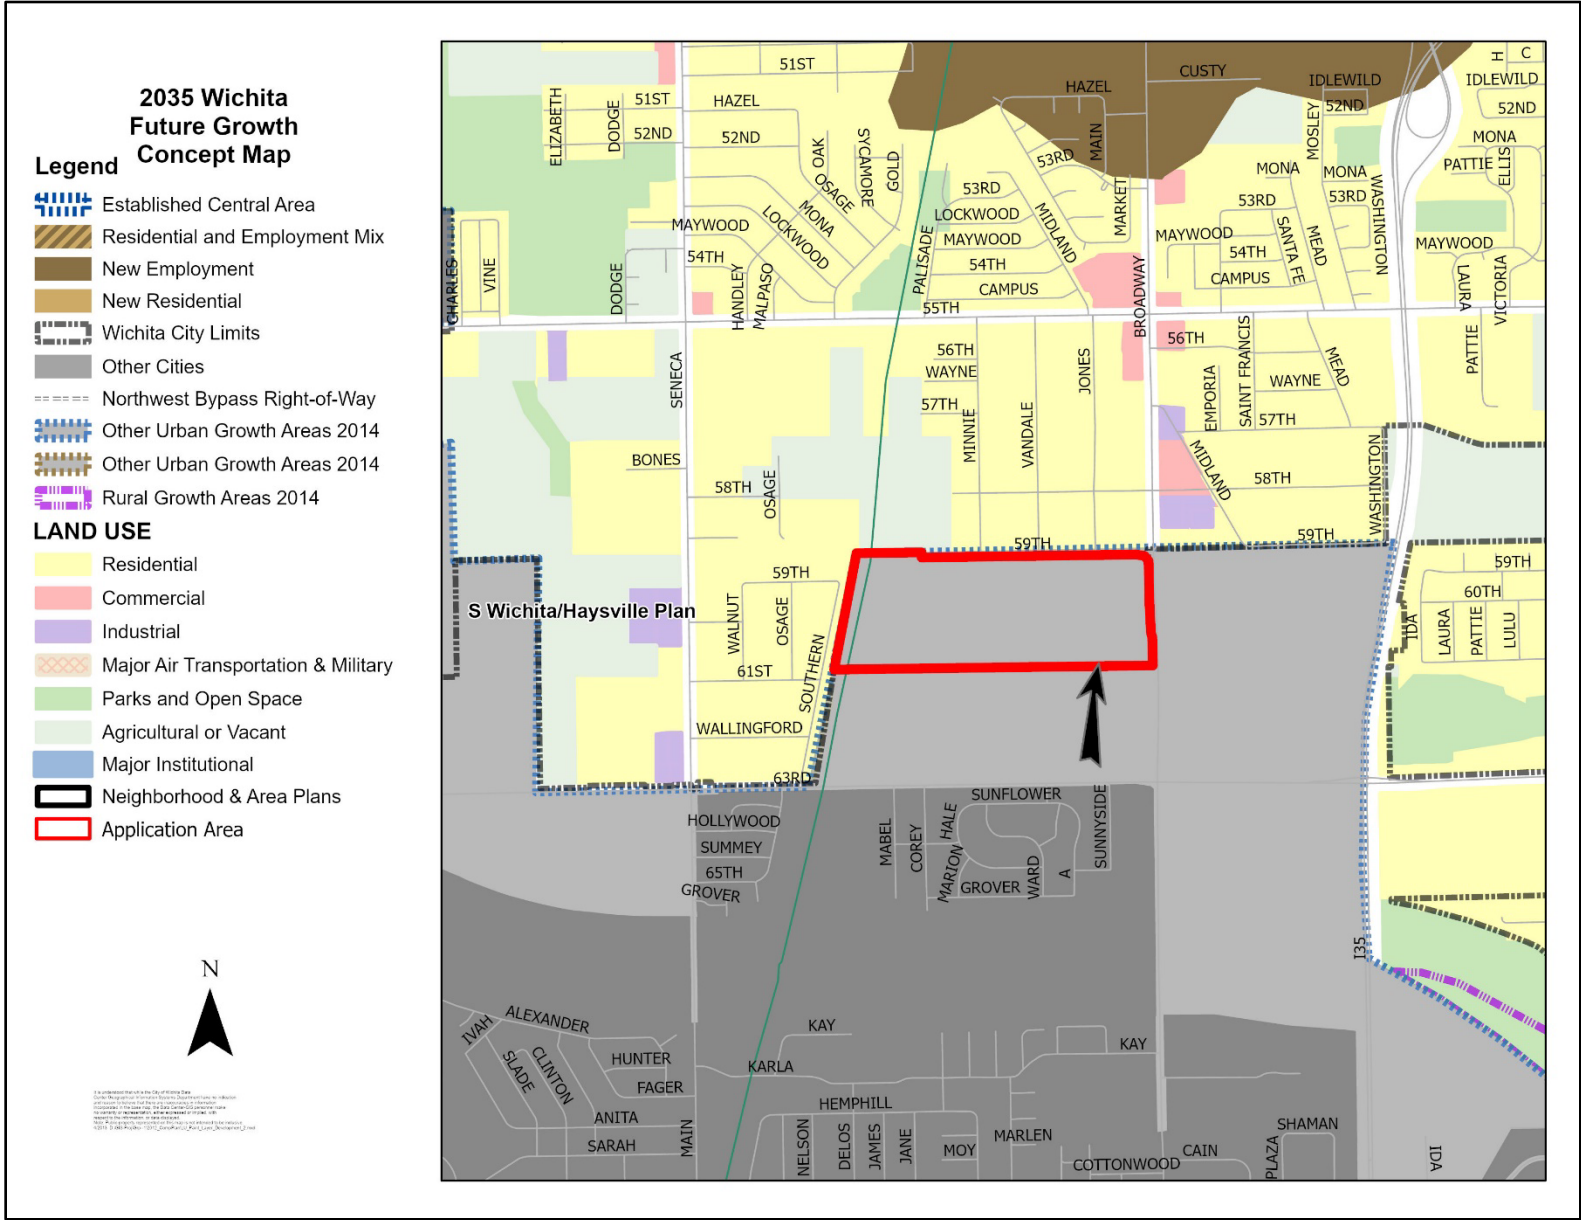 2035 Wichita
Future Growth
Concept Map
Legend
Established Central Area
Residential and Employment Mix
New Employment
New Residential
Wichita City Limits
Other Cities
Northwest Bypass Right-of-Way
Other Urban Growth Areas 2014
Other Urban Growth Areas 2014
Rural Growth Areas 2014
LAND USE
Residential
Commercial
Industrial
Major Air Transportation & Military
Parks and Open Space
Agricultural or Vacant
Major Institutional
Neighborhood & Area Plans
Application Area
N
51ST
CUSTY
H
C
HAZEL
IDLEWILD
IDLEWILD
ELIZABETH
DODGE
51ST
HAZEL
52ND
52ND
52ND
52ND
MAIN
MOSLEY
MONA
OAK
SYCAMORE
GOLD
53RD
MONA
MONA
PATTIE
ELLIS
OSAGE
53RD
MARKET
53RD
53RD
WASHINGTON
MONA
LOCKWOOD
LOCKWOOD
MIDLAND
SANTA FE
MEAD
MAYWOOD
MAYWOOD
MAYWOOD
MAYWOOD
CHARLES
VINE
54TH
54TH
54TH
DODGE
HANDLEY
MALPASO
PALISADE
CAMPUS
CAMPUS
LAURA
VICTORIA
BROADWAY
55TH
SENECA
56TH
WAYNE
JONES
56TH
SAINT FRANCIS
MEAD
PATTIE
EMPORIA
WAYNE
57TH
MINNIE
VANDALE
57TH
BONES
MIDLAND
WASHINGTON
58TH
OSAGE
58TH
59TH
59TH
59TH
59TH
S Wichita/Haysville Plan
WALNUT
OSAGE
SOUTHERN
60TH
IDA
LAURA
PATTIE
LULU
61ST
WALLINGFORD
63RD
HOLLYWOOD
SUNFLOWER
SUMMEY
MABEL
COREY
HALE
SUNNYSIDE
65TH
MARION
WARD
A
GROVER
GROVER
I35
IVAH
ALEXANDER
KAY
KAY
SLADE
CLINTON
HUNTER
KARLA
FAGER
ANITA
HEMPHILL
SARAH
MAIN
NELSON
DELOS
JAMES
JANE
MOY
MARLEN
SHAMAN
COTTONWOOD
CAIN
PLAZA
IDA